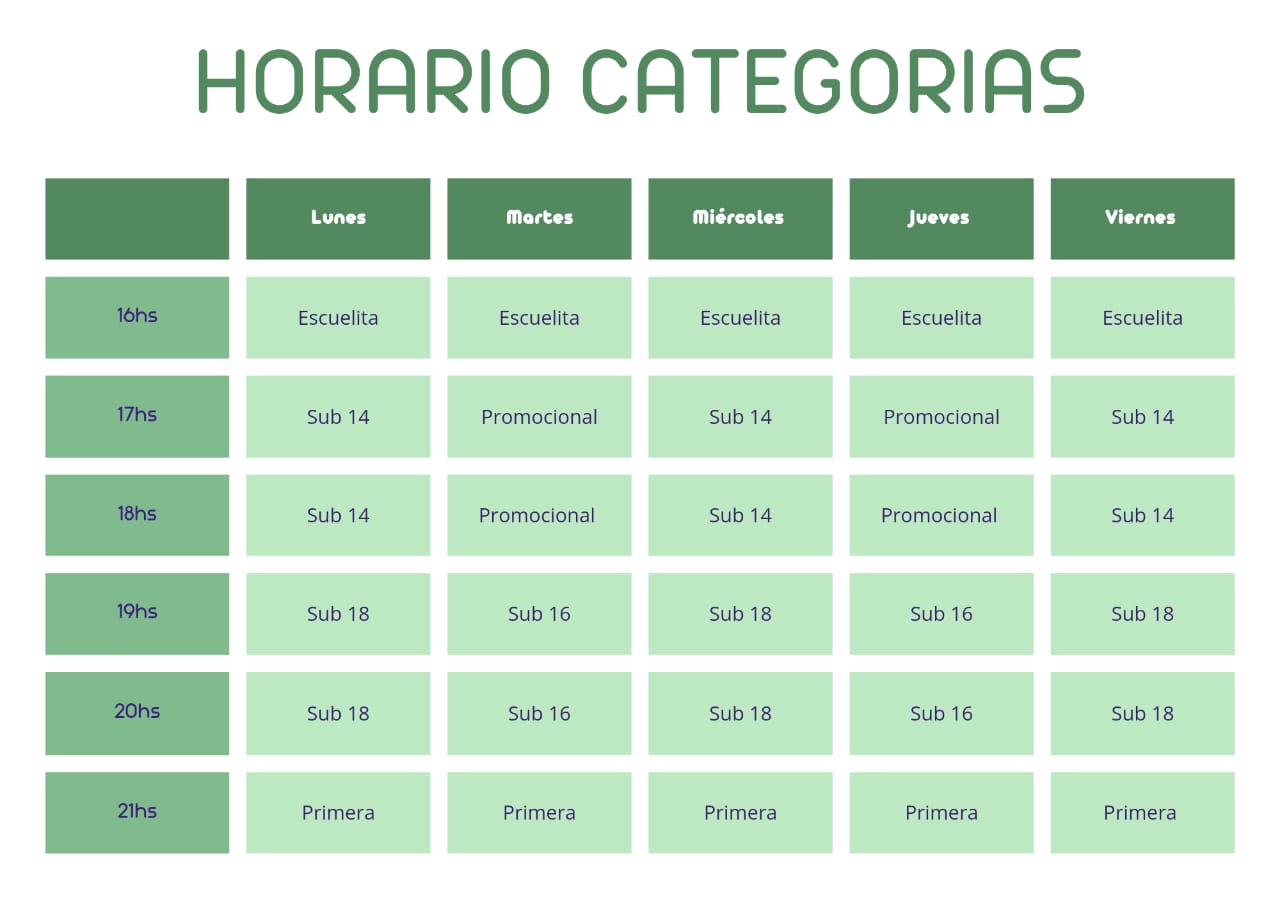 HORARIO CATEGORIAS
Lunes Martes Miércoles Jueves Viernes
16hs Escuelita Escuelita Escuelita Escuelita Escuelita
17hs Sub 14 Promocional Sub 14 Promocional Sub 14
18hs Sub 14 Promocional Sub 14 Promocional Sub 14
19hs Sub 18 Sub 16 Sub 18 Sub 16 Sub 18
20hs Sub 18 Sub 16 Sub 18 Sub 16 Sub 18
21hs Primera Primera Primera Primera Primera